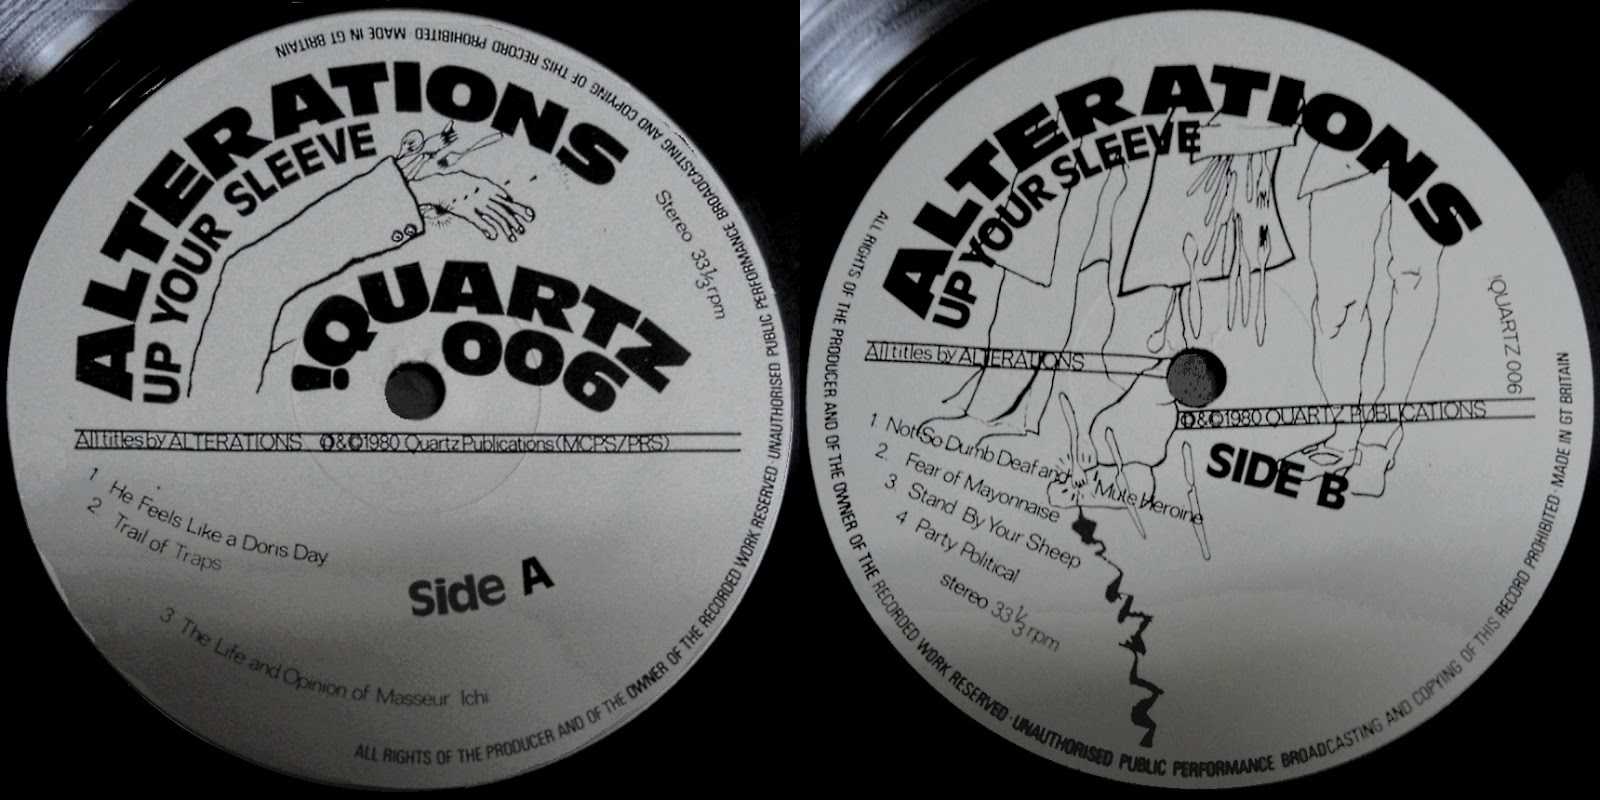 ALTERATIONS
UP YOUR SLEEVE
!QUARTZ
006
Stereo 33⅓rpm
All titles by ALTERATIONS ℗&©1980 Quartz Publications (MCPS/PRS)
1 He Feels Like a Doris Day
2 Trail of Traps
3 The Life and Opinion of Masseur Ichi
Side A
ALL RIGHTS OF THE PRODUCER AND OF THE OWNER OF THE RECORDED WORK RESERVED · UNAUTHORISED PUBLIC PERFORMANCE BROADCASTING AND COPYING OF THIS RECORD PROHIBITED · MADE IN GT BRITAIN
ALTERATIONS
UP YOUR SLEEVE
!QUARTZ 006
All titles by ALTERATIONS
℗&©1980 QUARTZ PUBLICATIONS
SIDE B
1 Not So Dumb Deaf and Mute Heroine
2 Fear of Mayonnaise
3 Stand By Your Sheep
4 Party Political
stereo 33⅓rpm
ALL RIGHTS OF THE PRODUCER AND OF THE OWNER OF THE RECORDED WORK RESERVED · UNAUTHORISED PUBLIC PERFORMANCE BROADCASTING AND COPYING OF THIS RECORD PROHIBITED · MADE IN GT BRITAIN